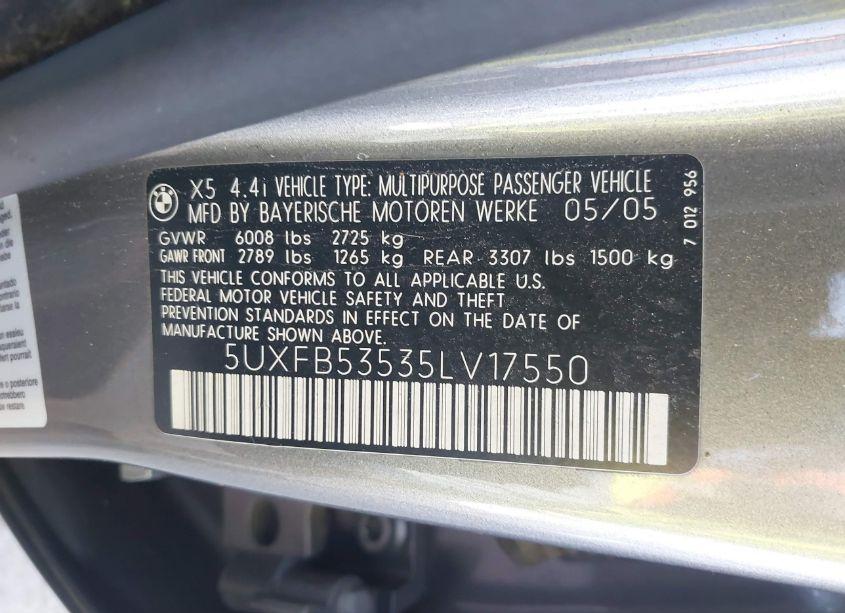 X5 4.4i VEHICLE TYPE: MULTIPURPOSE PASSENGER VEHICLE
MFD BY BAYERISCHE MOTOREN WERKE 05/05
GVWR 6008 lbs 2725 kg
GAWR FRONT 2789 lbs 1265 kg REAR 3307 lbs 1500 kg
THIS VEHICLE CONFORMS TO ALL APPLICABLE U.S.
FEDERAL MOTOR VEHICLE SAFETY AND THEFT
PREVENTION STANDARDS IN EFFECT ON THE DATE OF
MANUFACTURE SHOWN ABOVE.
5UXFB53535LV17550
7 012 956